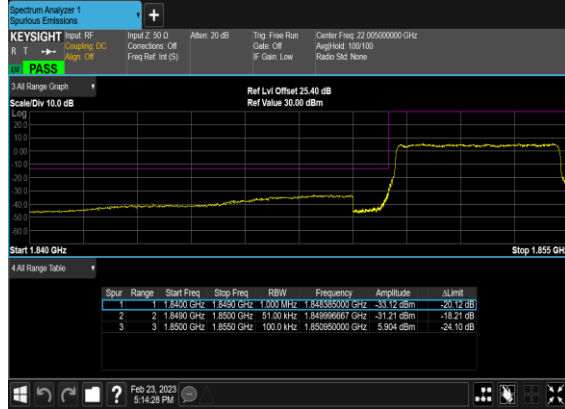 Spectrum Analyzer 1
Spurious Emissions
KEYSIGHT Input: RF Input Z: 50 Ω Atten: 20 dB Trig: Free Run Center Freq: 22.005000000 GHz
R T Coupling: DC Corrections: Off Gate: Off Avg|Hold: 100/100
Align: Off Freq Ref: Int (S) IF Gain: Low Radio Std: None
PASS
3 All Range Graph Ref Lvl Offset 25.40 dB
Scale/Div 10.0 dB Ref Value 30.00 dBm
Log
20.0
10.0
0.00
-10.0
-20.0
-30.0
-40.0
-50.0
-60.0
Start 1.840 GHz Stop 1.855 GHz
4 All Range Table
Spur Range Start Freq Stop Freq RBW Frequency Amplitude ΔLimit
1 1 1.8400 GHz 1.8490 GHz 1.000 MHz 1.848385000 GHz -33.12 dBm -20.12 dB
2 2 1.8490 GHz 1.8500 GHz 51.00 kHz 1.849996667 GHz -31.21 dBm -18.21 dB
3 3 1.8500 GHz 1.8550 GHz 100.0 kHz 1.850950000 GHz 5.904 dBm -24.10 dB
? Feb 23, 2023
5:14:28 PM